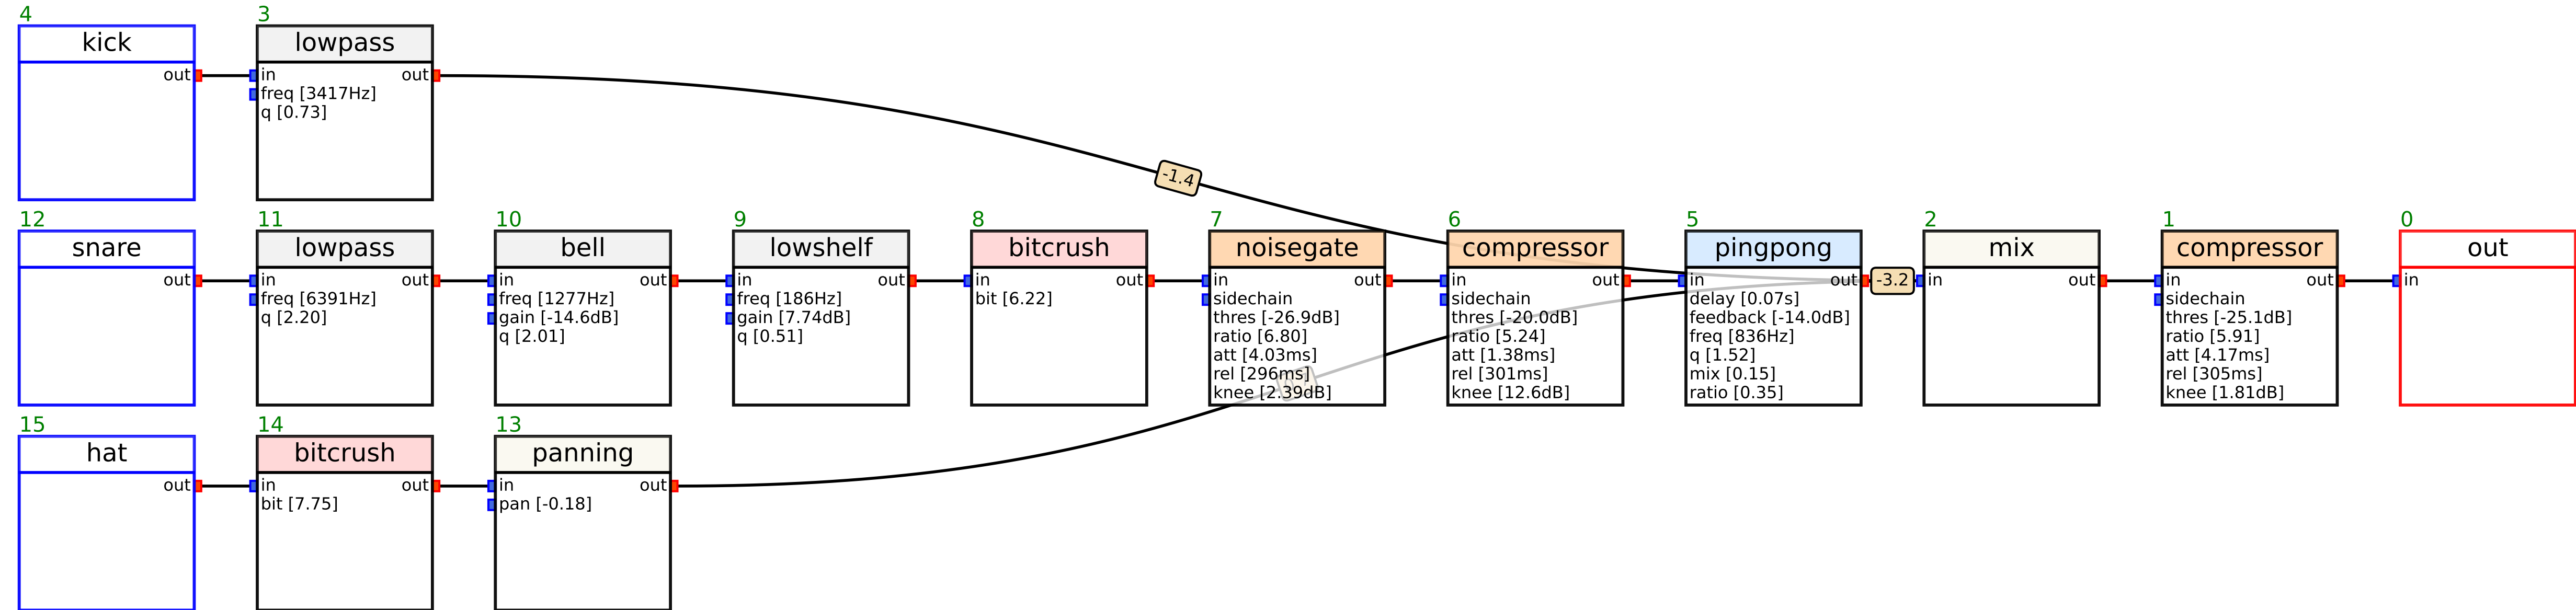 4
kick
out
3
lowpass
in
out
freq [3417Hz]
q [0.73]
-1.4
12
snare
out
11
lowpass
in
out
freq [6391Hz]
q [2.20]
10
bell
in
out
freq [1277Hz]
gain [-14.6dB]
q [2.01]
9
lowshelf
in
out
freq [186Hz]
gain [7.74dB]
q [0.51]
8
bitcrush
in
out
bit [6.22]
7
noisegate
in
out
sidechain
thres [-26.9dB]
ratio [6.80]
att [4.03ms]
rel [296ms]
knee [2.39dB]
6
compressor
in
out
sidechain
thres [-20.0dB]
ratio [5.24]
att [1.38ms]
rel [301ms]
knee [12.6dB]
5
pingpong
in
out
delay [0.07s]
feedback [-14.0dB]
freq [836Hz]
q [1.52]
mix [0.15]
ratio [0.35]
-3.2
2
mix
in
out
1
compressor
in
out
sidechain
thres [-25.1dB]
ratio [5.91]
att [4.17ms]
rel [305ms]
knee [1.81dB]
0
out
in
15
hat
out
14
bitcrush
in
out
bit [7.75]
13
panning
in
out
pan [-0.18]